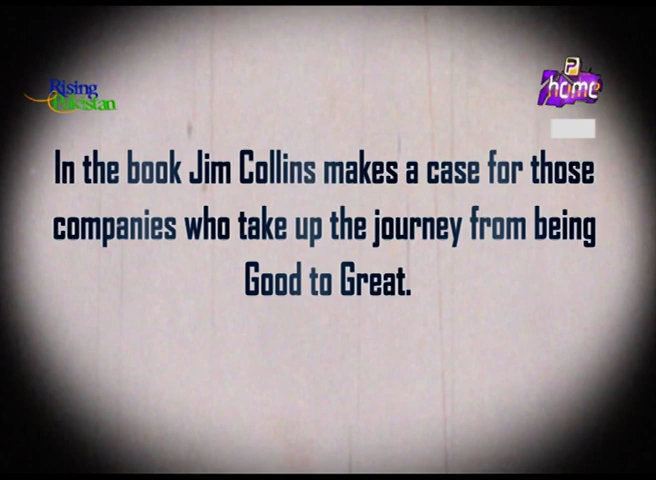 Rising
Pakistan
P
home
In the book Jim Collins makes a case for those
companies who take up the journey from being
Good to Great.